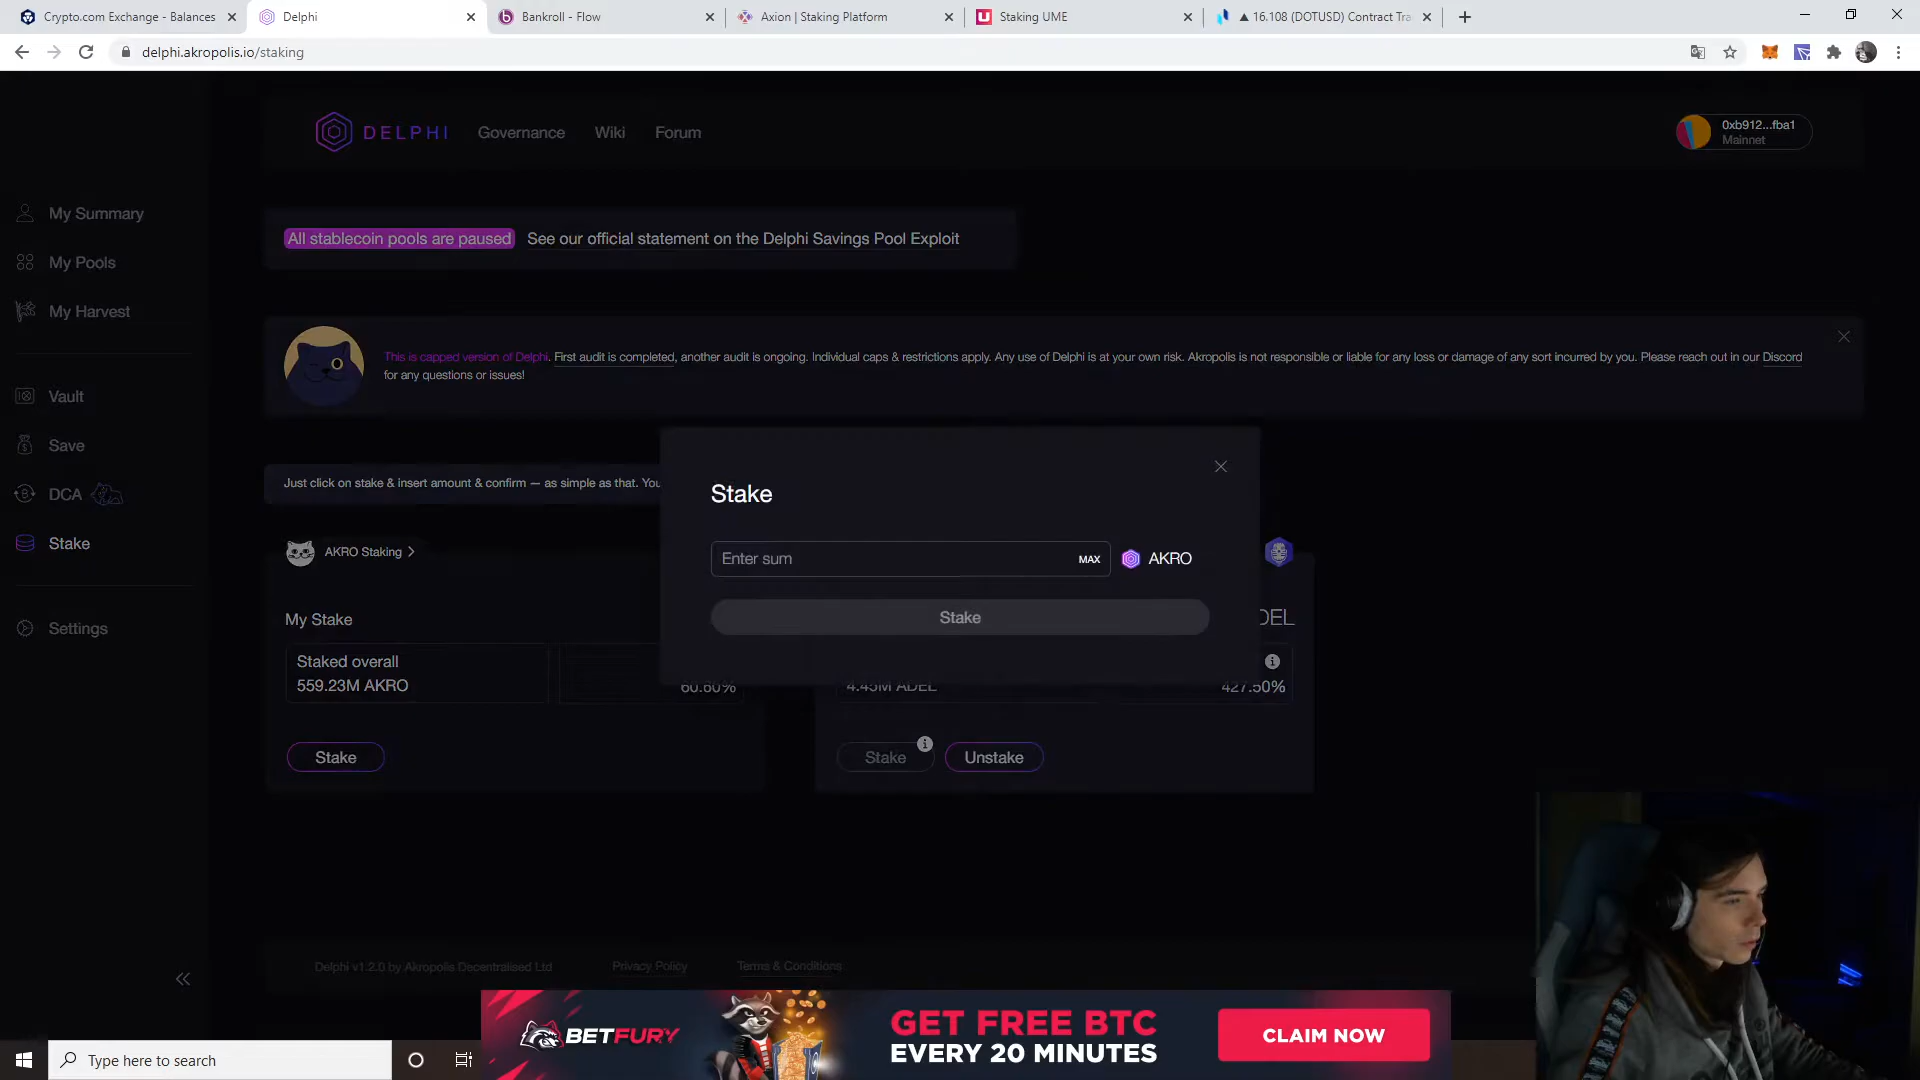 Crypto.com Exchange - Balances
Delphi
Bankroll - Flow
Axion | Staking Platform
Staking UME
▲ 16.108 (DOTUSD) Contract Tra
delphi.akropolis.io/staking
DELPHI
Governance
Wiki
Forum
0xb912...fba1
Mainnet
My Summary
My Pools
My Harvest
Vault
Save
DCA
Stake
Settings
All stablecoin pools are paused
See our official statement on the Delphi Savings Pool Exploit
This is capped version of Delphi. First audit is completed, another audit is ongoing. Individual caps & restrictions apply. Any use of Delphi is at your own risk. Akropolis is not responsible or liable for any loss or damage of any sort incurred by you. Please reach out in our Discord
for any questions or issues!
Just click on stake & insert amount & confirm — as simple as that. You
Stake
Enter sum
MAX
AKRO
Stake
AKRO Staking
My Stake
Staked overall
559.23M AKRO
60.60%
Stake
DEL
4.45M ADEL
427.50%
Stake
Unstake
Delphi v1.2.0 by Akropolis Decentralised Ltd
Privacy Policy
Terms & Conditions
BETFURY
GET FREE BTC
EVERY 20 MINUTES
CLAIM NOW
Type here to search